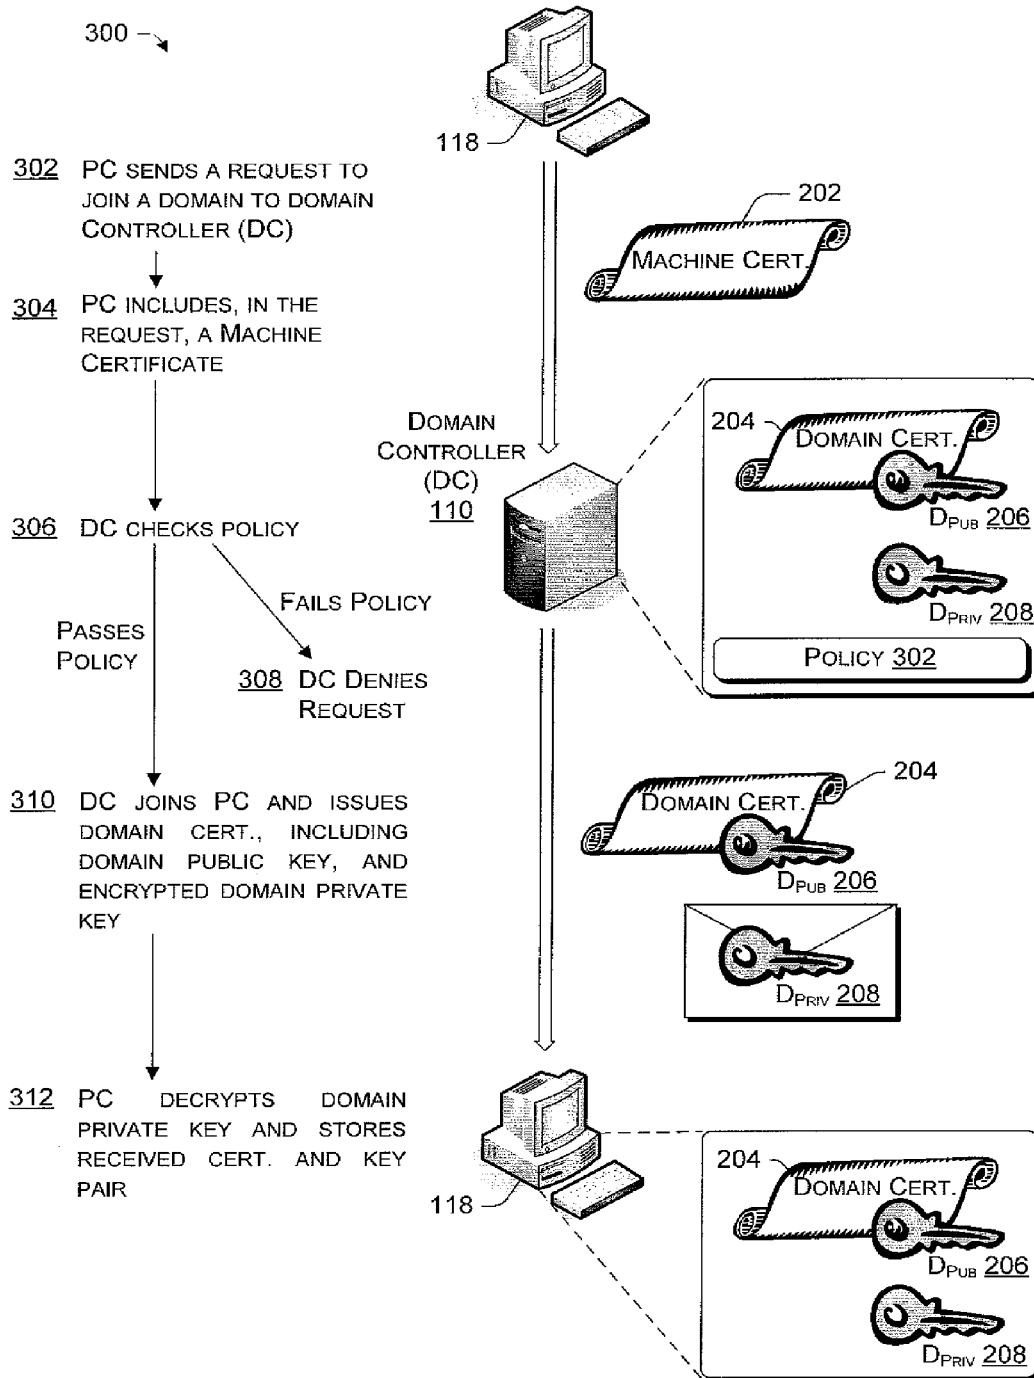 300
118
302 PC SENDS A REQUEST TO
JOIN A DOMAIN TO DOMAIN
CONTROLLER (DC)
202
MACHINE CERT.
304 PC INCLUDES, IN THE
REQUEST, A MACHINE
CERTIFICATE
DOMAIN
CONTROLLER
(DC)
110
204
DOMAIN CERT.
DPUB 206
DPRIV 208
POLICY 302
306 DC CHECKS POLICY
FAILS POLICY
PASSES
POLICY
308 DC DENIES
REQUEST
310 DC JOINS PC AND ISSUES
DOMAIN CERT., INCLUDING
DOMAIN PUBLIC KEY, AND
ENCRYPTED DOMAIN PRIVATE
KEY
204
DOMAIN CERT.
DPUB 206
DPRIV 208
312 PC DECRYPTS DOMAIN
PRIVATE KEY AND STORES
RECEIVED CERT. AND KEY
PAIR
118
204
DOMAIN CERT.
DPUB 206
DPRIV 208